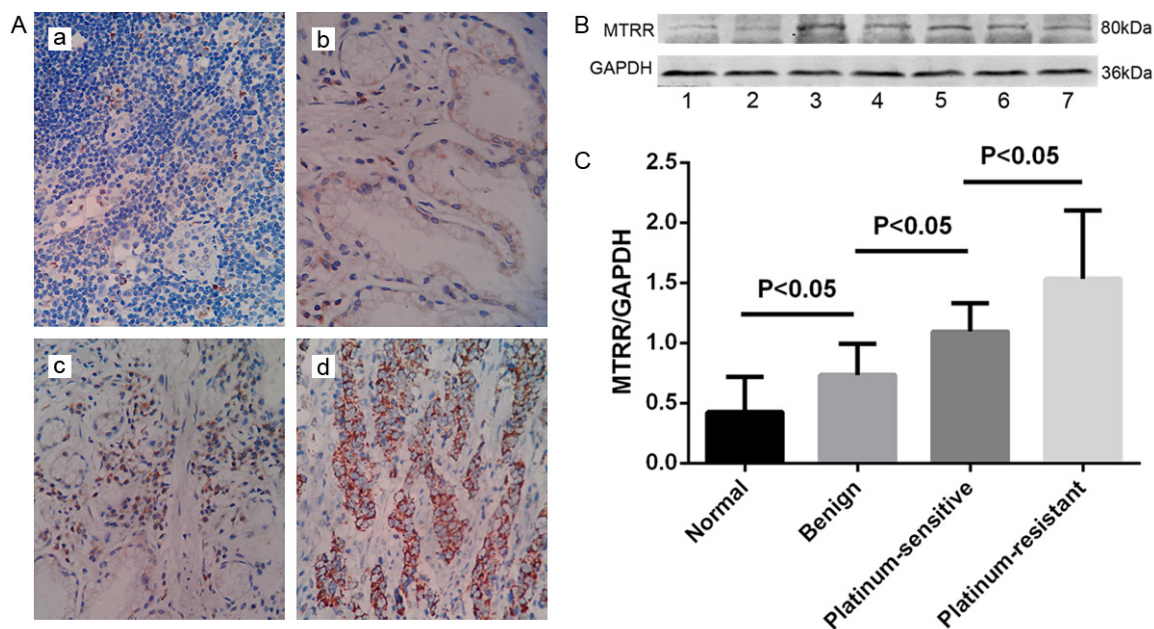 A
a
b
c
d
B
MTRR
80kDa
GAPDH
36kDa
1 2 3 4 5 6 7
C
MTRR/GAPDH
2.5
2.0
1.5
1.0
0.5
0.0
P<0.05
P<0.05
P<0.05
Normal
Benign
Platinum-sensitive
Platinum-resistant